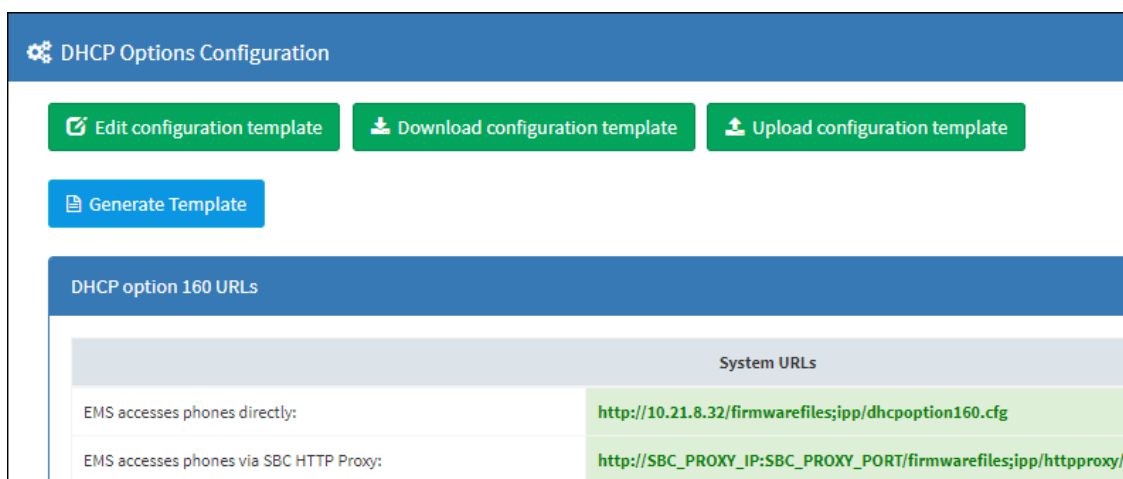 DHCP Options Configuration
Edit configuration template Download configuration template Upload configuration template
Generate Template
DHCP option 160 URLs
System URLs
EMS accesses phones directly: http://10.21.8.32/firmwarefiles;ipp/dhcpoption160.cfg
EMS accesses phones via SBC HTTP Proxy: http://SBC_PROXY_IP:SBC_PROXY_PORT/firmwarefiles;ipp/httpproxy/